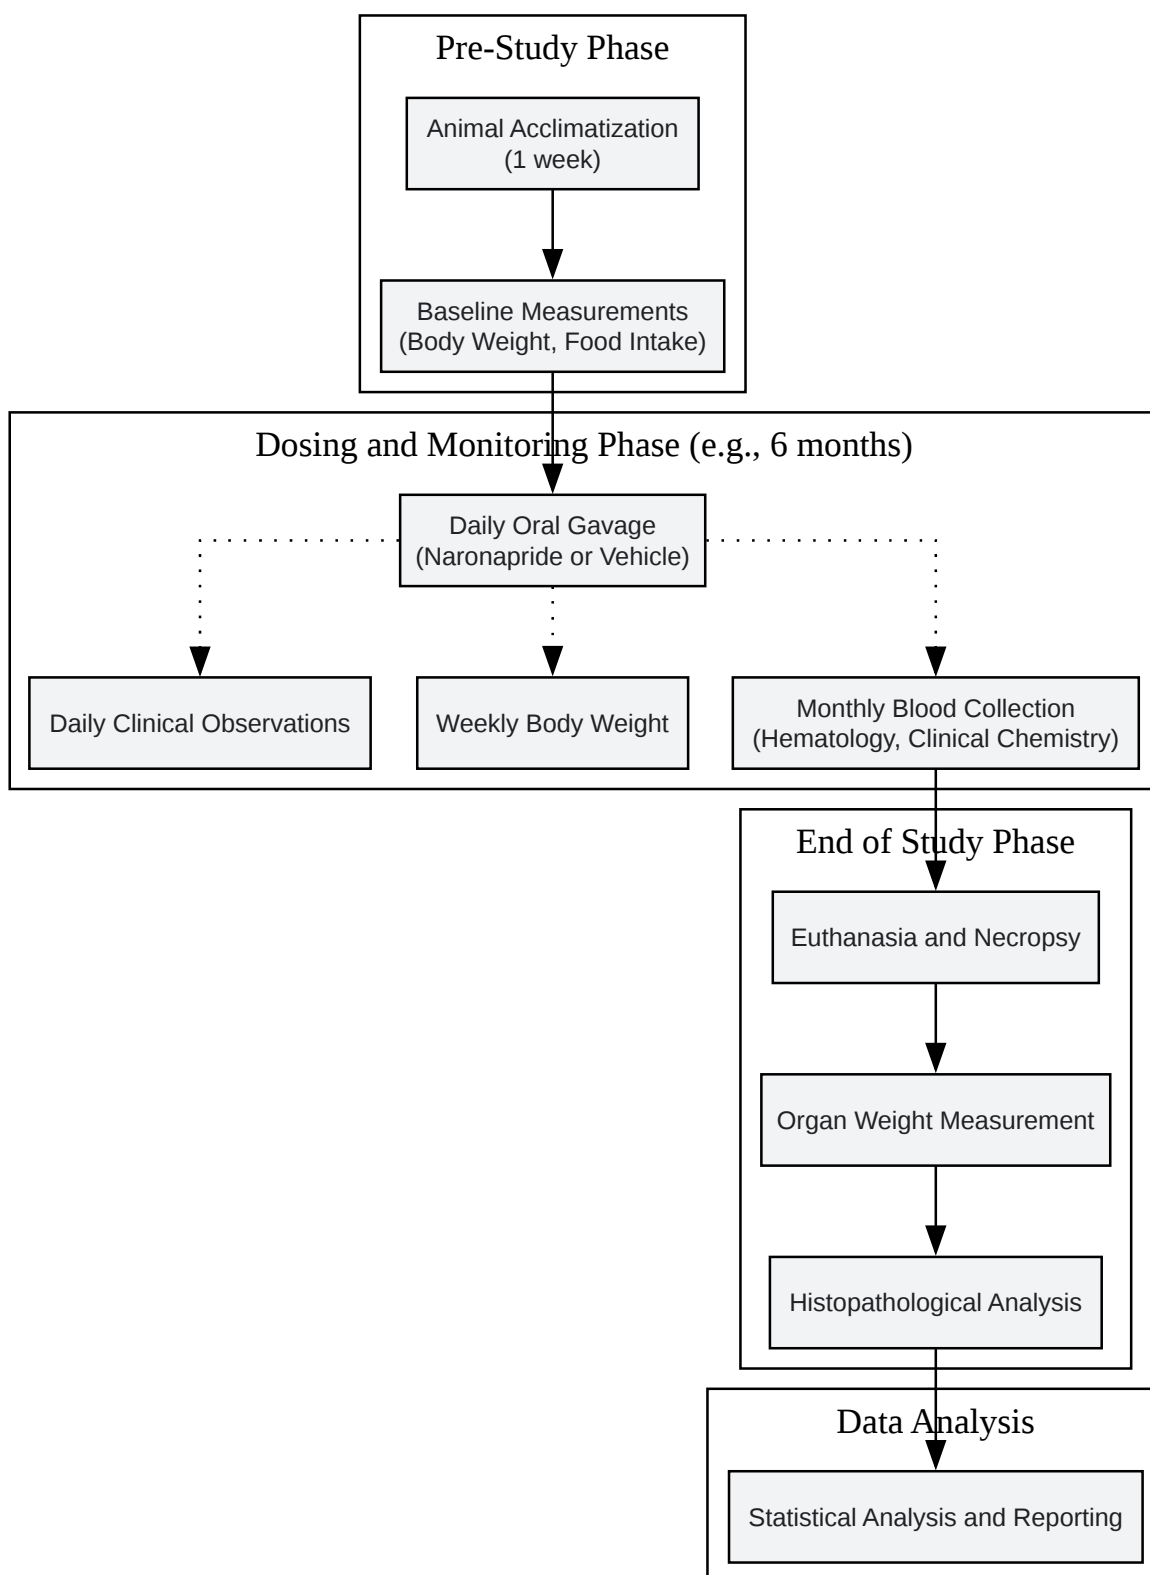 Pre-Study Phase
Animal Acclimatization
(1 week)
Baseline Measurements
(Body Weight, Food Intake)
Dosing and Monitoring Phase (e.g., 6 months)
Daily Oral Gavage
(Naronapride or Vehicle)
Daily Clinical Observations
Weekly Body Weight
Monthly Blood Collection
(Hematology, Clinical Chemistry)
End of Study Phase
Euthanasia and Necropsy
Organ Weight Measurement
Histopathological Analysis
Data Analysis
Statistical Analysis and Reporting